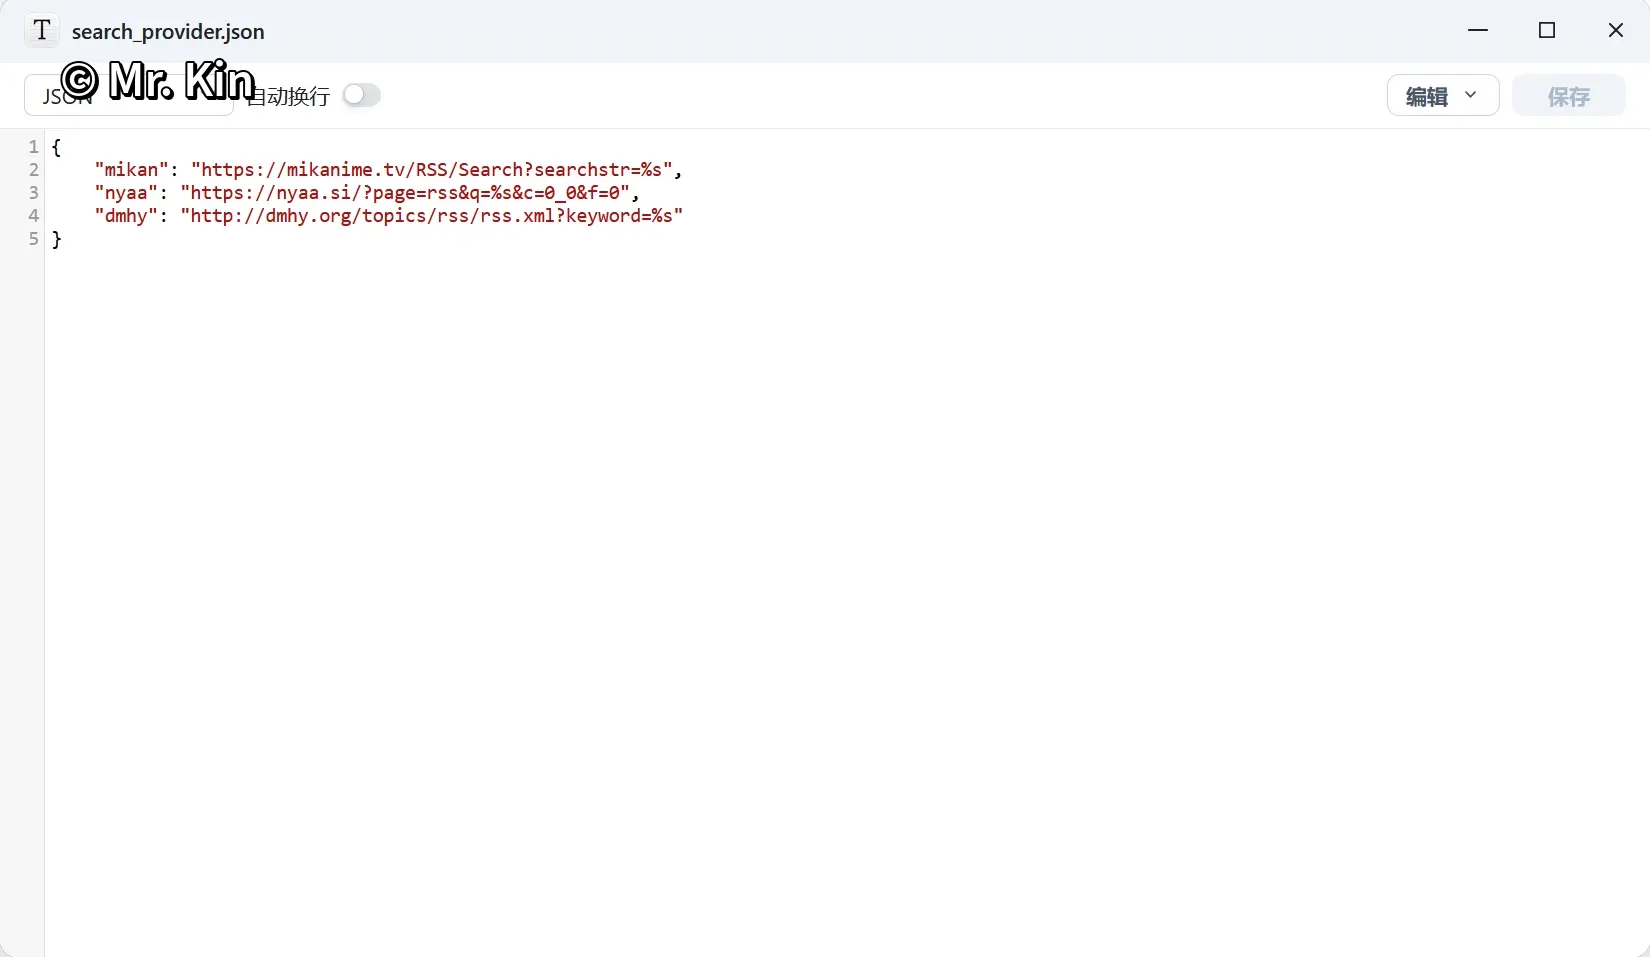 T search_provider.json
JSON
© Mr. Kin
自动换行
编辑
保存
1 {
2     "mikan": "https://mikanime.tv/RSS/Search?searchstr=%s",
3     "nyaa": "https://nyaa.si/?page=rss&q=%s&c=0_0&f=0",
4     "dmhy": "http://dmhy.org/topics/rss/rss.xml?keyword=%s"
5 }